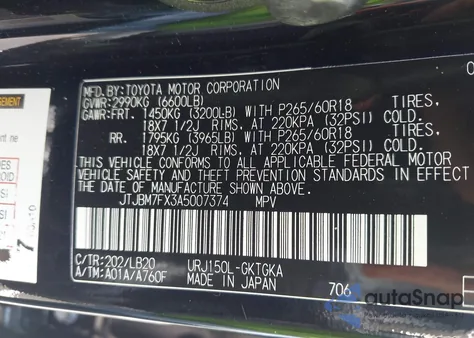 MFD. BY: TOYOTA MOTOR CORPORATION
GVWR: 2990KG (6600LB)
GAWR: FRT. 1450KG (3200LB) WITH P265/60R18 TIRES,
18X7 1/2J RIMS, AT 220KPA (32PSI) COLD.
RR. 1795KG (3965LB) WITH P265/60R18 TIRES,
18X7 1/2J RIMS, AT 220KPA (32PSI) COLD.
THIS VEHICLE CONFORMS TO ALL APPLICABLE FEDERAL MOTOR
VEHICLE SAFETY AND THEFT PREVENTION STANDARDS IN EFFECT
THE DATE OF MANUFACTURE SHOWN ABOVE.
JTJBM7FX3A5007374 MPV
C/TR: 202/LB20 URJ150L-GKTGKA
A/TM: A01A/A760F MADE IN JAPAN 706
AutoSnap